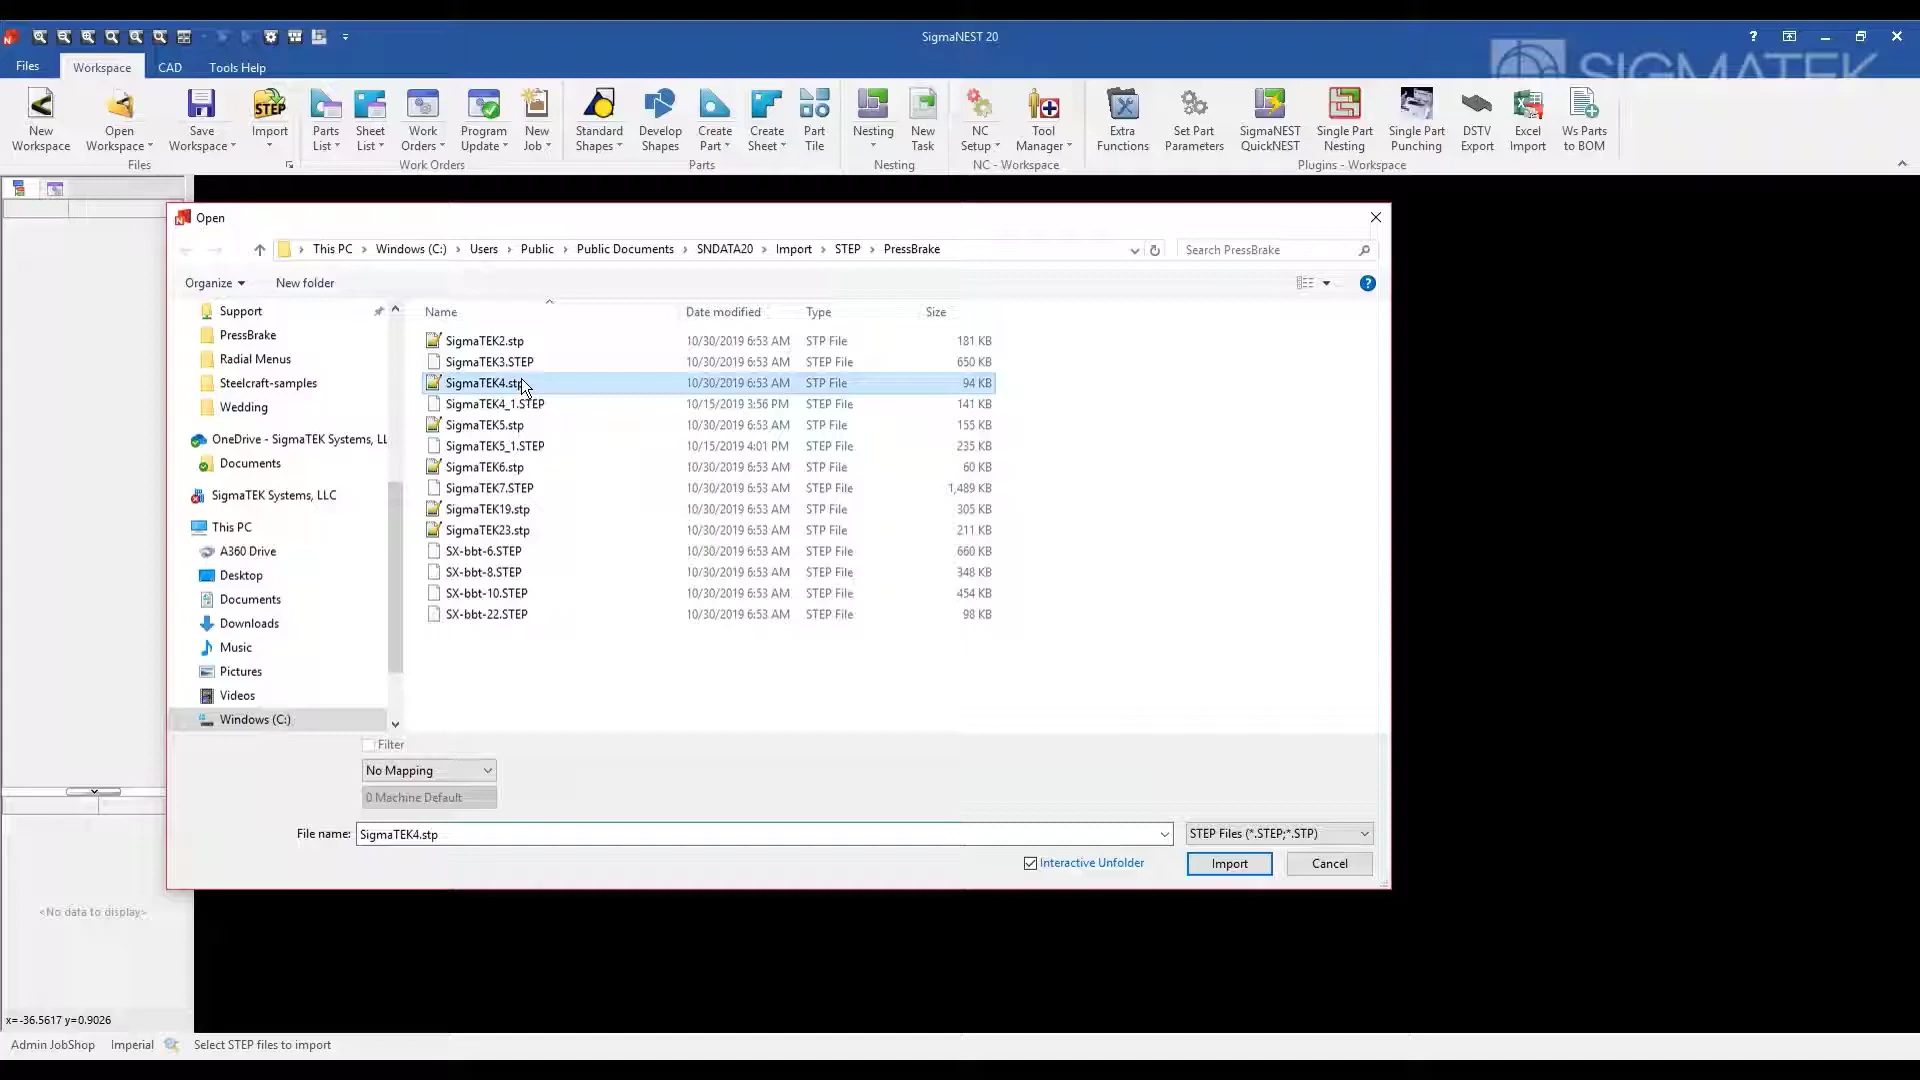 SigmaNEST 20
SIGMATEK
Files Workspace CAD Tools Help
New Workspace
Open Workspace
Save Workspace
Import
Parts List
Sheet List
Work Orders
Program Update
New Job
Standard Shapes
Develop Shapes
Create Part
Create Sheet
Part Tile
Nesting
New Task
NC Setup
Tool Manager
Extra Functions
Set Part Parameters
SigmaNEST QuickNEST
Single Part Nesting
Single Part Punching
DSTV Export
Excel Import
Ws Parts to BOM
Files Work Orders Parts Nesting NC - Workspace Plugins - Workspace
Open
This PC > Windows (C:) > Users > Public > Public Documents > SNDATA20 > Import > STEP > PressBrake
Search PressBrake
Organize New folder
Support
PressBrake
Radial Menus
Steelcraft-samples
Wedding
OneDrive - SigmaTEK Systems, LL
Documents
SigmaTEK Systems, LLC
This PC
A360 Drive
Desktop
Documents
Downloads
Music
Pictures
Videos
Windows (C:)
Name Date modified Type Size
SigmaTEK2.stp 10/30/2019 6:53 AM STP File 181 KB
SigmaTEK3.STEP 10/30/2019 6:53 AM STEP File 650 KB
SigmaTEK4.stp 10/30/2019 6:53 AM STP File 94 KB
SigmaTEK4_1.STEP 10/15/2019 3:56 PM STEP File 141 KB
SigmaTEK5.stp 10/30/2019 6:53 AM STP File 155 KB
SigmaTEK5_1.STEP 10/15/2019 4:01 PM STEP File 235 KB
SigmaTEK6.stp 10/30/2019 6:53 AM STP File 60 KB
SigmaTEK7.STEP 10/30/2019 6:53 AM STEP File 1,489 KB
SigmaTEK19.stp 10/30/2019 6:53 AM STP File 305 KB
SigmaTEK23.stp 10/30/2019 6:53 AM STP File 211 KB
SX-bbt-6.STEP 10/30/2019 6:53 AM STEP File 660 KB
SX-bbt-8.STEP 10/30/2019 6:53 AM STEP File 348 KB
SX-bbt-10.STEP 10/30/2019 6:53 AM STEP File 454 KB
SX-bbt-22.STEP 10/30/2019 6:53 AM STEP File 98 KB
Filter
No Mapping
0 Machine Default
File name: SigmaTEK4.stp STEP Files (*.STEP;*.STP)
Interactive Unfolder Import Cancel
<No data to display>
x=-36.5617 y=0.9026
Admin JobShop Imperial Select STEP files to import